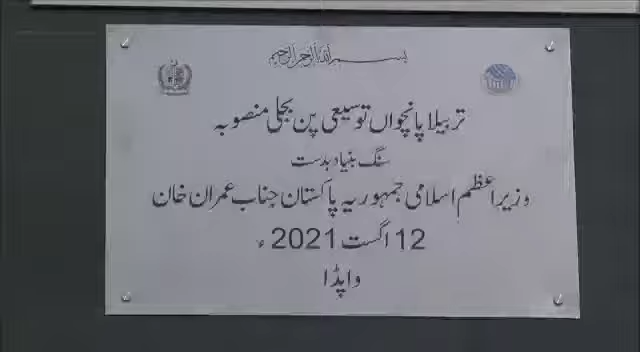 بسم اللہ الرحمن الرحیم
تربیلا پانچواں توسیعی پن بجلی منصوبہ
سنگ بنیاد بدست
وزیراعظم اسلامی جمہوریہ پاکستان جناب عمران خان
12 اگست 2021ء
واپڈا